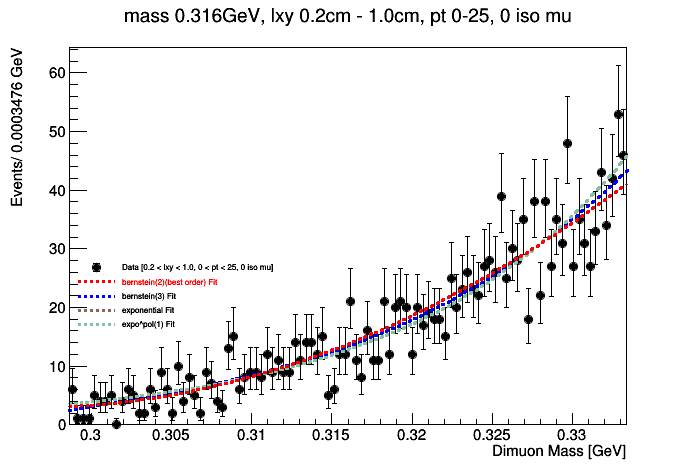 mass 0.316GeV, lxy 0.2cm - 1.0cm, pt 0-25, 0 iso mu
Events/ 0.0003476 GeV
60
50
40
30
20
10
0
Data [0.2 < lxy < 1.0, 0 < pt < 25, 0 iso mu]
bernstein(2)(best order) Fit
bernstein(3) Fit
exponential Fit
expo*pol(1) Fit
0.3 0.305 0.31 0.315 0.32 0.325 0.33
Dimuon Mass [GeV]